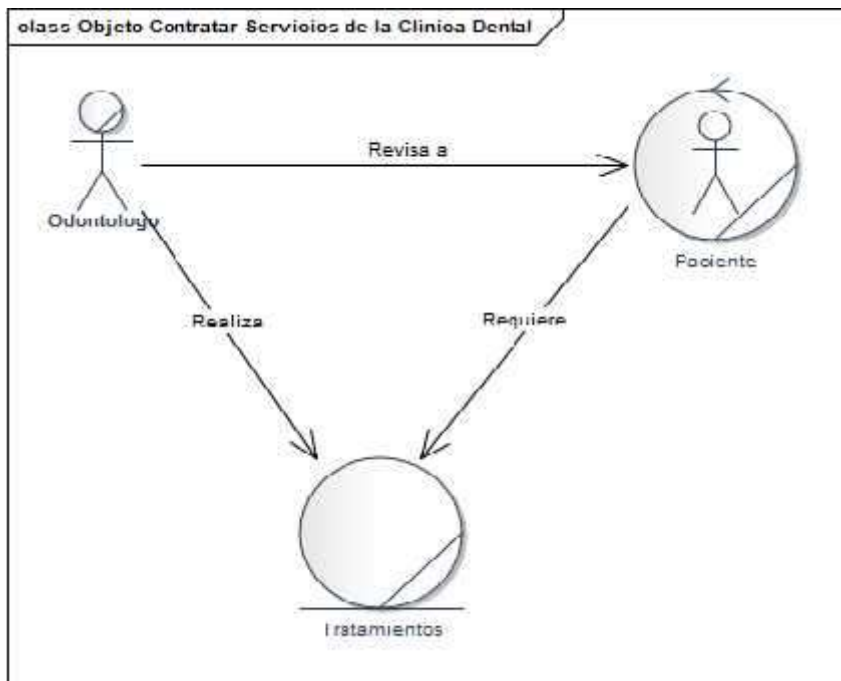 class Objeto Contratar Servicios de la Clinica Dental
Revisa a
Odontologo
Paciente
Realiza
Requiere
Tratamientos